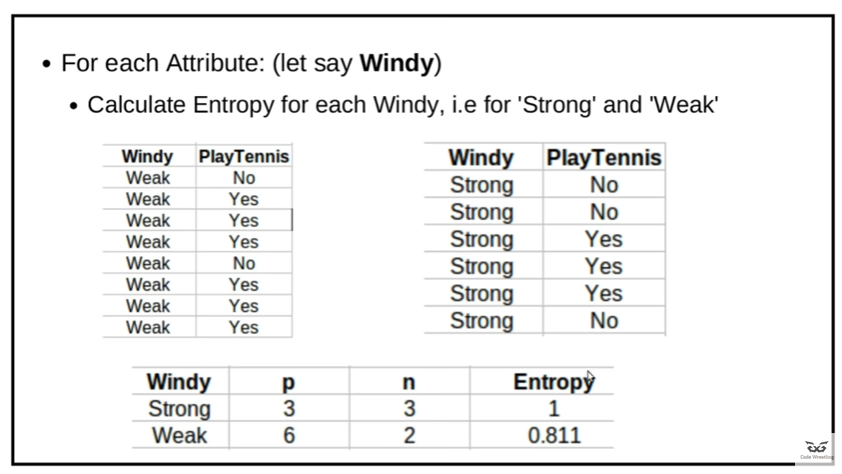 • For each Attribute: (let say Windy)
• Calculate Entropy for each Windy, i.e for 'Strong' and 'Weak'
Windy PlayTennis
Weak No
Weak Yes
Weak Yes
Weak Yes
Weak No
Weak Yes
Weak Yes
Weak Yes
Windy PlayTennis
Strong No
Strong No
Strong Yes
Strong Yes
Strong Yes
Strong No
Windy p n Entropy
Strong 3 3 1
Weak 6 2 0.811
Code Wrestling